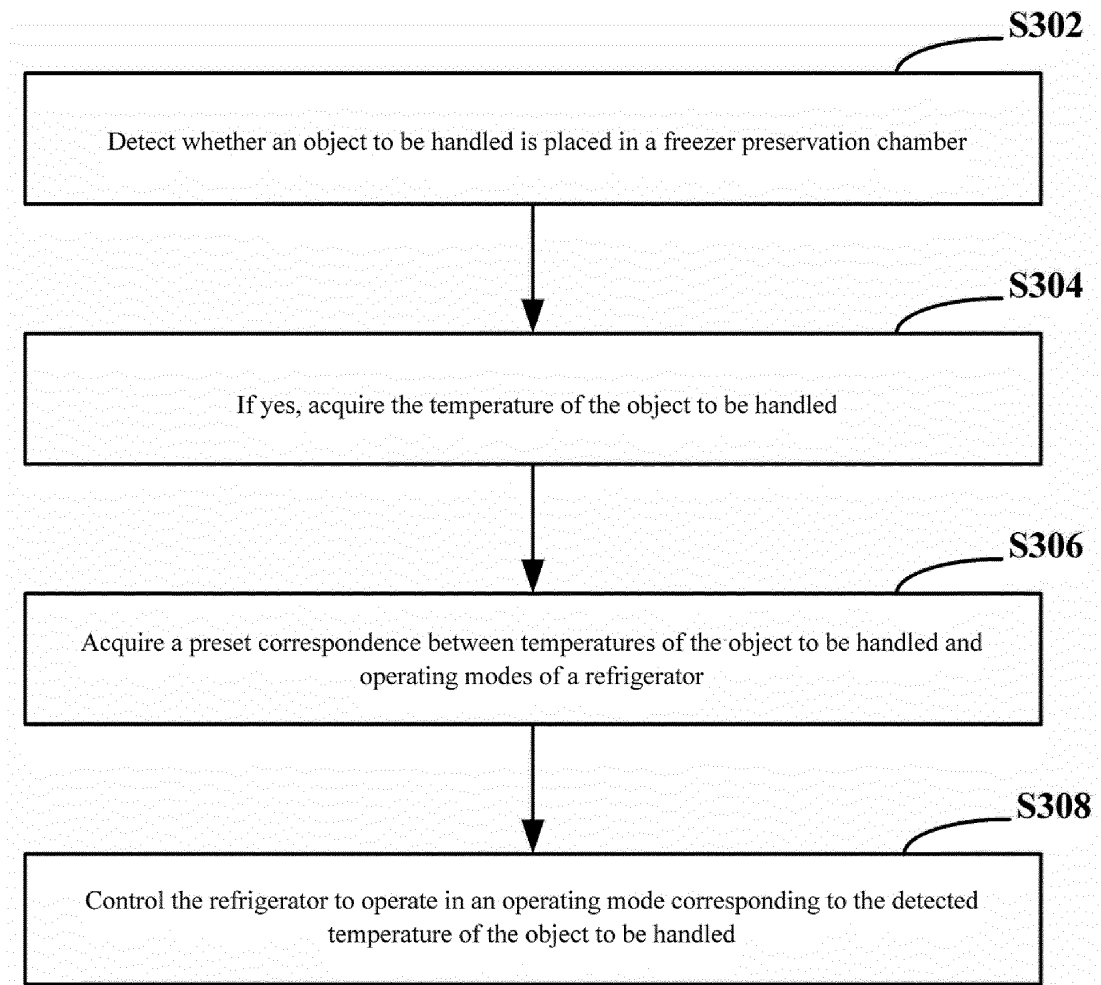 S302
Detect whether an object to be handled is placed in a freezer preservation chamber
S304
If yes, acquire the temperature of the object to be handled
S306
Acquire a preset correspondence between temperatures of the object to be handled and
operating modes of a refrigerator
S308
Control the refrigerator to operate in an operating mode corresponding to the detected
temperature of the object to be handled